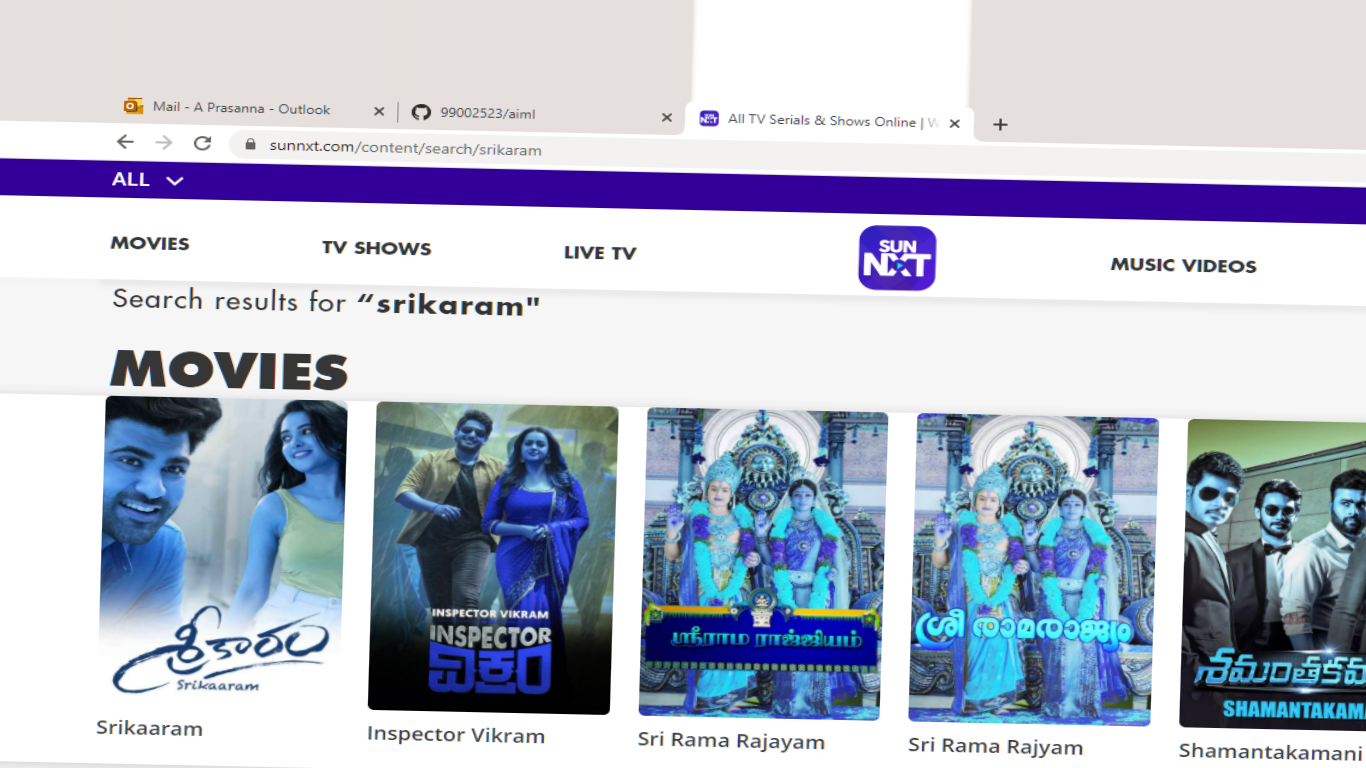 Mail - A Prasanna - Outlook
99002523/aiml
All TV Serials & Shows Online | W
sunnxt.com/content/search/srikaram
ALL
MOVIES
TV SHOWS
LIVE TV
SUN
NXT
MUSIC VIDEOS
Search results for “srikaram"
MOVIES
శ్రీకారం
Srikaaram
INSPECTOR VIKRAM
INSPECTOR
ವಿಕ್ರಂ
ஸ்ரீராம ராஜ்ஜியம்
ശ്രീ രാമരാജ്യം
శమంతకమ
SHAMANTAKAM
Srikaaram
Inspector Vikram
Sri Rama Rajayam
Sri Rama Rajyam
Shamantakamani